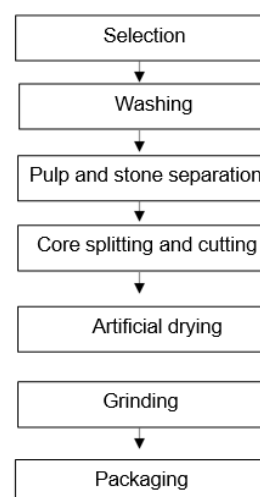 Selection
Washing
Pulp and stone separation
Core splitting and cutting
Artificial drying
Grinding
Packaging